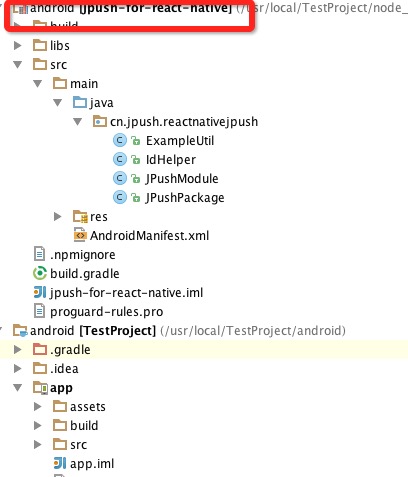 android [jpush-for-react-native] (/usr/local/TestProject/node_
build
libs
src
main
java
cn.jpush.reactnativejpush
ExampleUtil
IdHelper
JPushModule
JPushPackage
res
AndroidManifest.xml
.npmignore
build.gradle
jpush-for-react-native.iml
proguard-rules.pro
android [TestProject] (/usr/local/TestProject/android)
.gradle
.idea
app
assets
build
src
app.iml